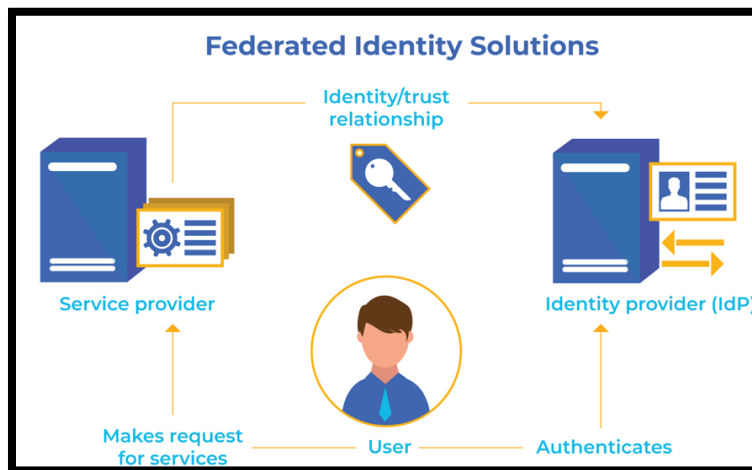 Federated Identity Solutions
Identity/trust
relationship
Service provider
Identity provider (IdP)
Makes request
for services
User
Authenticates